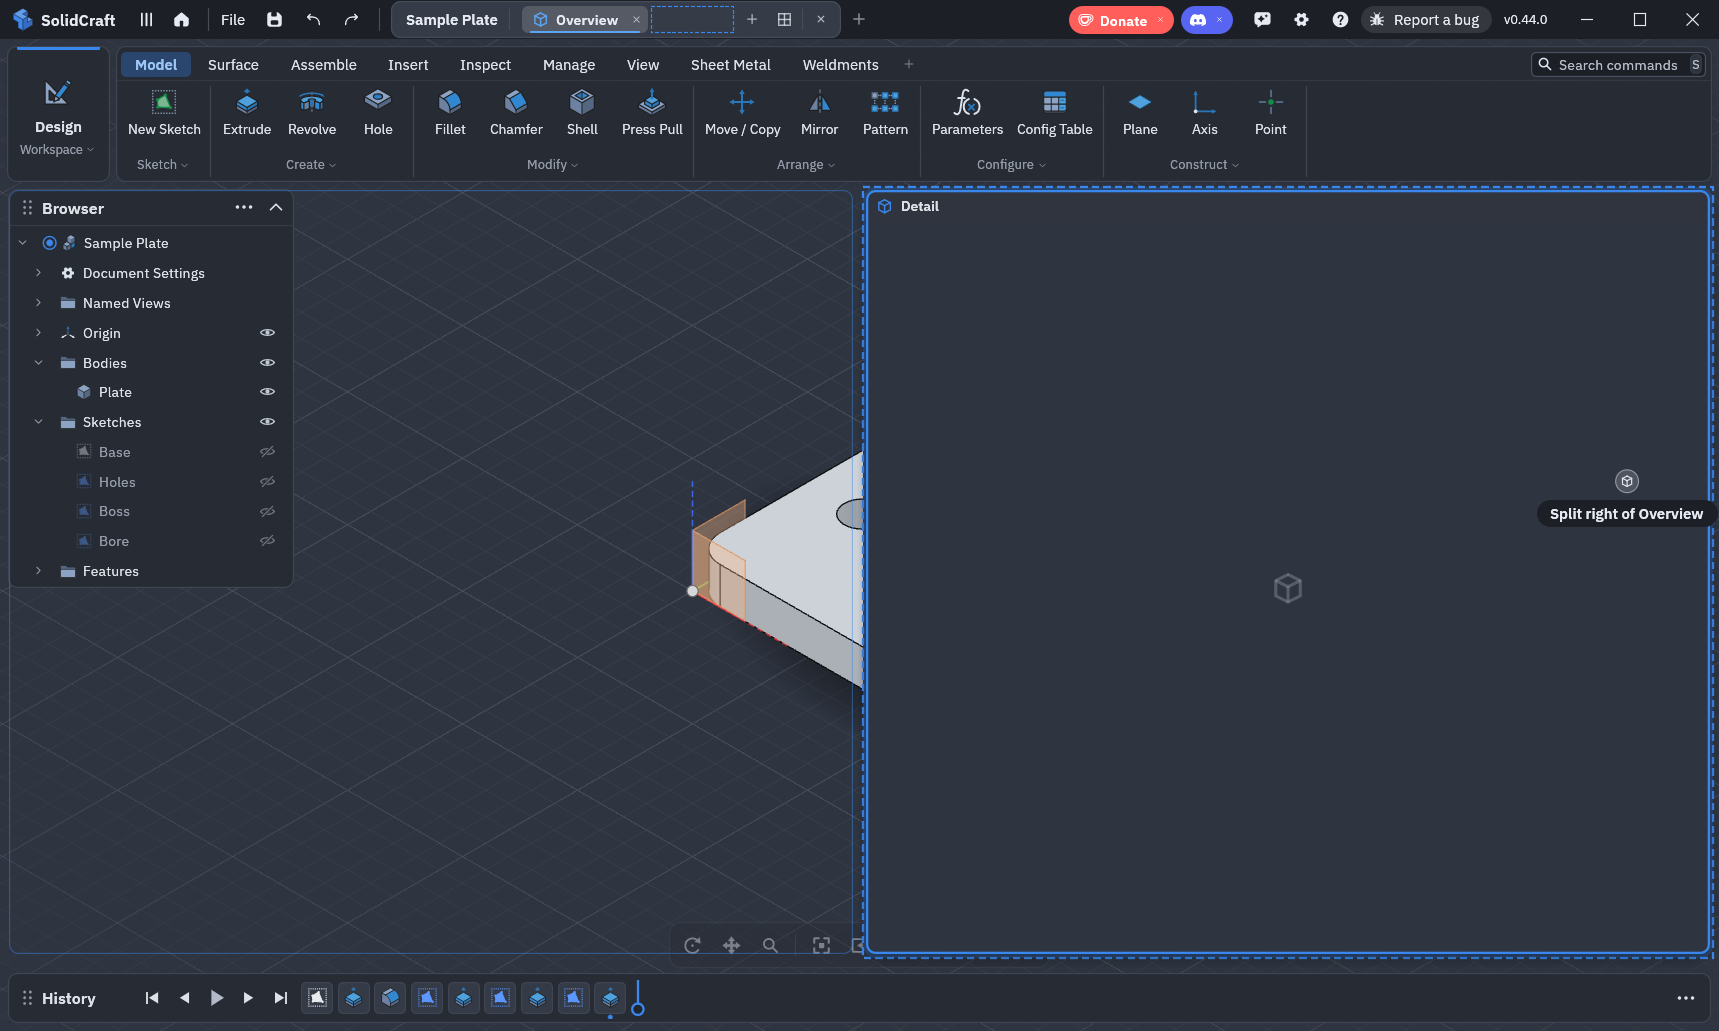 SolidCraft
File
Sample Plate
Overview
Donate
Report a bug
v0.44.0
Design
Workspace
Model
Surface
Assemble
Insert
Inspect
Manage
View
Sheet Metal
Weldments
Search commands
S
New Sketch
Extrude
Revolve
Hole
Fillet
Chamfer
Shell
Press Pull
Move / Copy
Mirror
Pattern
Parameters
Config Table
Plane
Axis
Point
Sketch
Create
Modify
Arrange
Configure
Construct
Browser
Sample Plate
Document Settings
Named Views
Origin
Bodies
Plate
Sketches
Base
Holes
Boss
Bore
Features
Detail
Split right of Overview
History